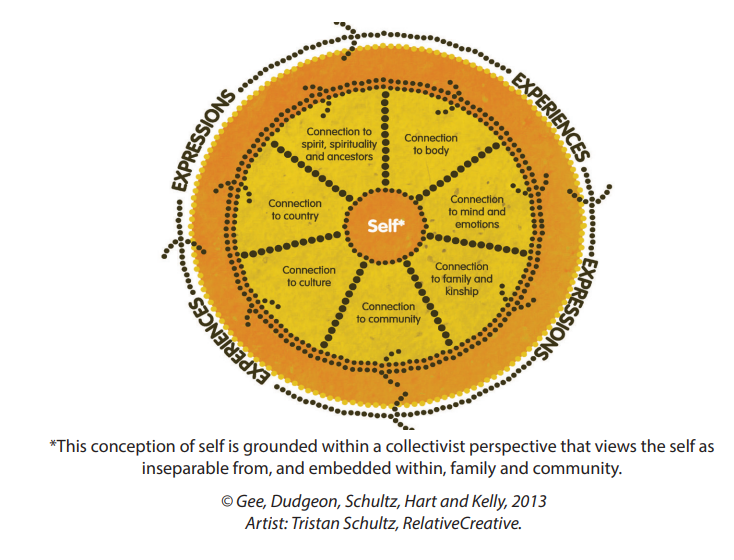 EXPRESSIONS
EXPERIENCES
Connection to
spirit, spirituality
and ancestors
Connection
to body
Connection
to country
Self*
Connection
to mind and
emotions
Connection
to culture
Connection
to family and
kinship
Connection
to community
EXPERIENCES
EXPRESSIONS
*This conception of self is grounded within a collectivist perspective that views the self as
inseparable from, and embedded within, family and community.
© Gee, Dudgeon, Schultz, Hart and Kelly, 2013
Artist: Tristan Schultz, RelativeCreative.